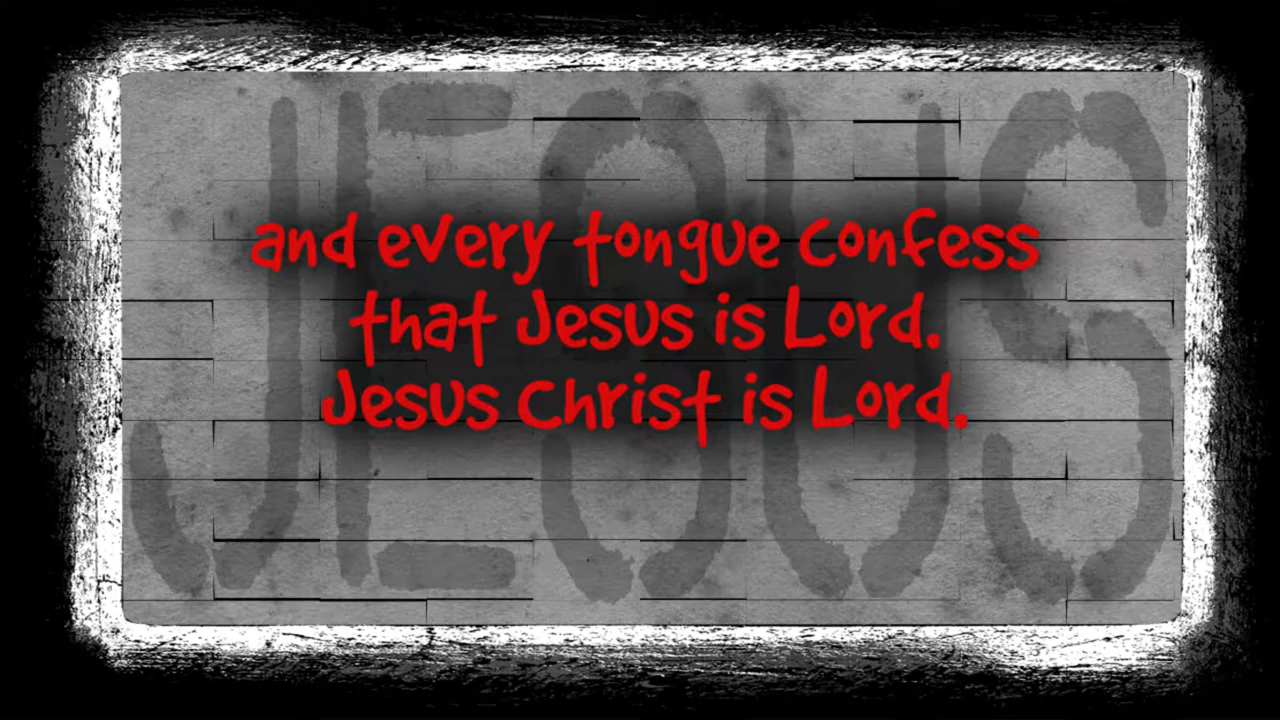 JESUS
and every tongue confess
that Jesus is Lord.
Jesus Christ is Lord.